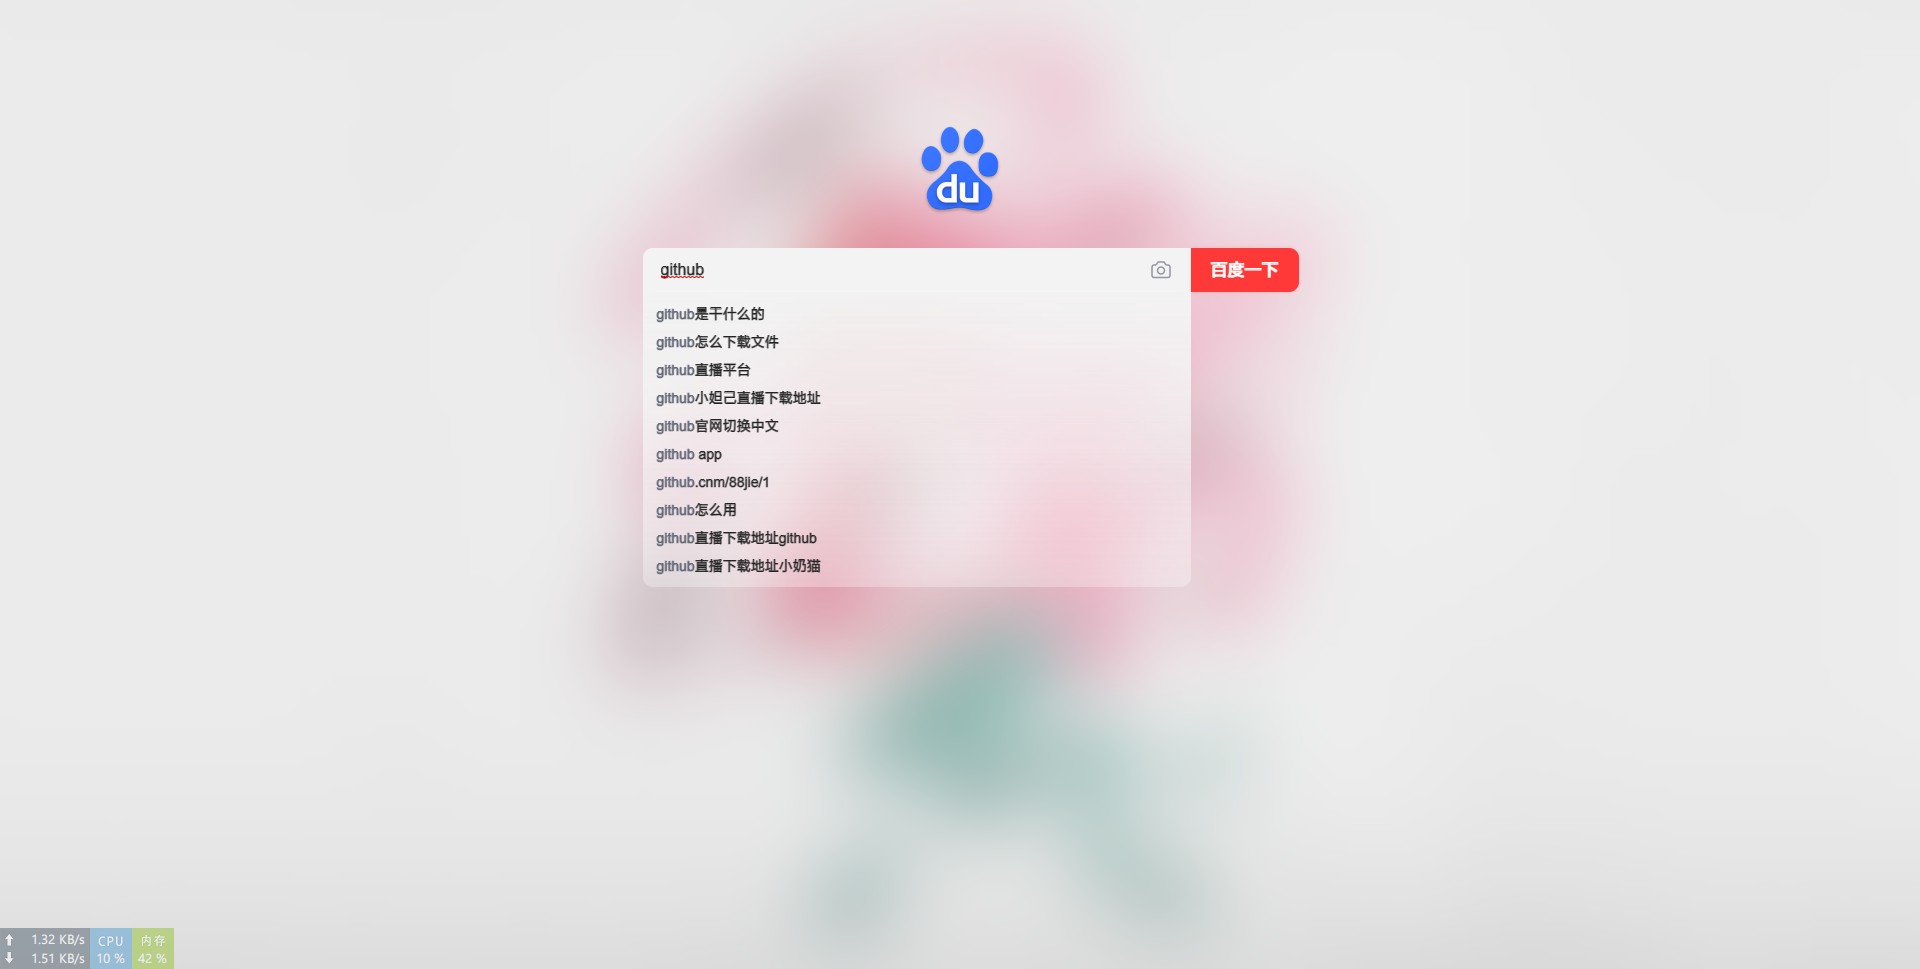 du
github
百度一下
github是干什么的
github怎么下载文件
github直播平台
github小妲己直播下载地址
github官网切换中文
github app
github.cnm/88jie/1
github怎么用
github直播下载地址github
github直播下载地址小奶猫
1.32 KB/s CPU 内存
1.51 KB/s 10 % 42 %